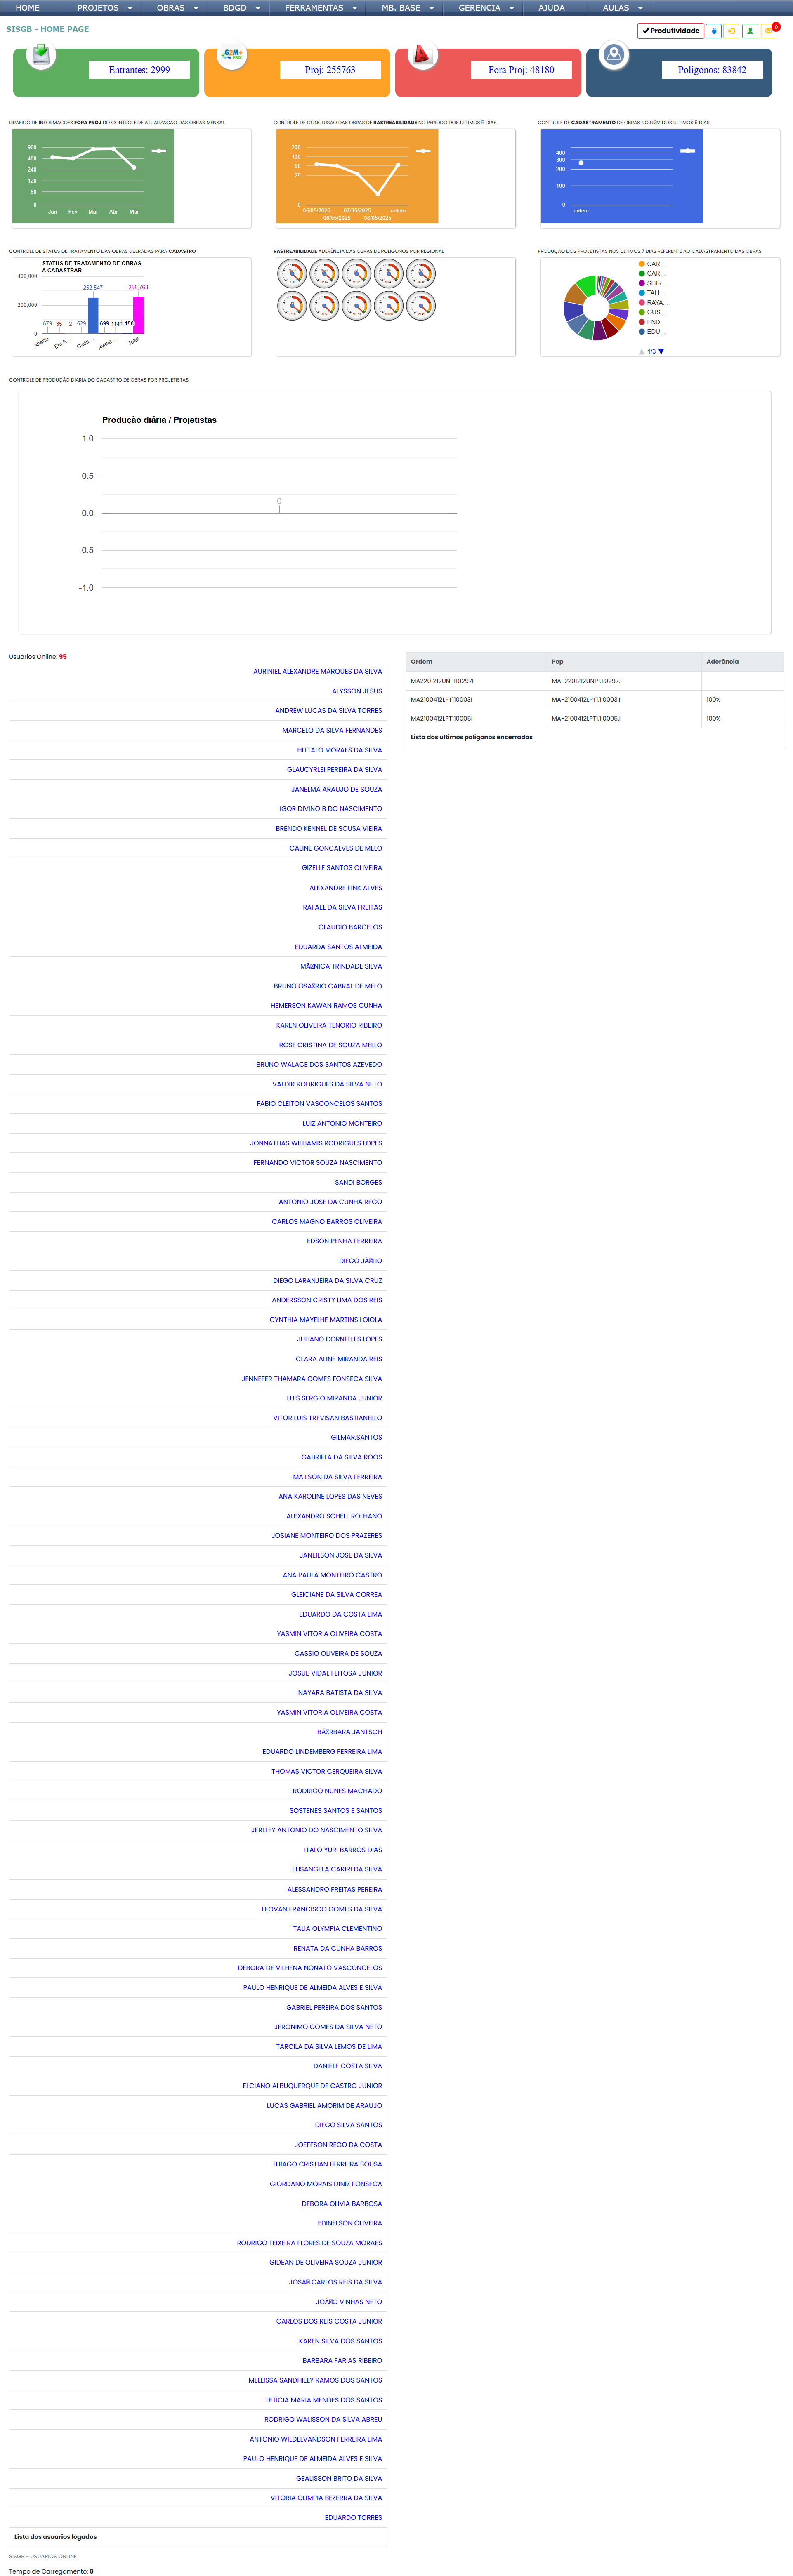 HOME PROJETOS OBRAS BDGD FERRAMENTAS MB. BASE GERENCIA AJUDA AULAS
SISGB - HOME PAGE
Produtividade
0
Entrantes: 2999
G2M+
Proj: 255763
Fora Proj: 48180
Poligonos: 83842
GRAFICO DE INFORMAÇÕES FORA PROJ DO CONTROLE DE ATUALIZAÇÃO DAS OBRAS MENSAL
960
480
240
120
60
0
Jan Fev Mar Abr Mai
CONTROLE DE CONCLUSÃO DAS OBRAS DE RASTREABILIDADE NO PERIODO DOS ULTIMOS 5 DIAS.
200
100
50
25
0
05/05/2025 07/05/2025 ontem
06/05/2025 08/05/2025
CONTROLE DE CADASTRAMENTO DE OBRAS NO G2M DOS ULTIMOS 5 DIAS
400
300
200
100
0
ontem
CONTROLE DE STATUS DE TRATAMENTO DAS OBRAS LIBERADAS PARA CADASTRO
STATUS DE TRATAMENTO DE OBRAS
A CADASTRAR
400,000
200,000
0
679 35 2 529 252,547 699 114 1,158 255,763
Aberto Em A... Cada... Avalia... Total
RASTREABILIDADE ADERÊNCIA DAS OBRAS DE POLIGONOS POR REGIONAL
PRODUÇÃO DOS PROJETISTAS NOS ULTIMOS 7 DIAS REFERENTE AO CADASTRAMENTO DAS OBRAS
CAR...
CAR...
SHIR...
TALI...
RAYA...
GUS...
END...
EDU...
1/3
CONTROLE DE PRODUÇÃO DIARIA DO CADASTRO DE OBRAS POR PROJETISTAS
Produção diária / Projetistas
1.0
0.5
0
0.0
-0.5
-1.0
Usuarios Online: 95
AURINIEL ALEXANDRE MARQUES DA SILVA
ALYSSON JESUS
ANDREW LUCAS DA SILVA TORRES
MARCELO DA SILVA FERNANDES
HITTALO MORAES DA SILVA
GLAUCYRLEI PEREIRA DA SILVA
JANELMA ARAUJO DE SOUZA
IGOR DIVINO B DO NASCIMENTO
BRENDO KENNEL DE SOUSA VIEIRA
CALINE GONCALVES DE MELO
GIZELLE SANTOS OLIVEIRA
ALEXANDRE FINK ALVES
RAFAEL DA SILVA FREITAS
CLAUDIO BARCELOS
EDUARDA SANTOS ALMEIDA
MÃNICA TRINDADE SILVA
BRUNO OSÃRIO CABRAL DE MELO
HEMERSON KAWAN RAMOS CUNHA
KAREN OLIVEIRA TENORIO RIBEIRO
ROSE CRISTINA DE SOUZA MELLO
BRUNO WALACE DOS SANTOS AZEVEDO
VALDIR RODRIGUES DA SILVA NETO
FABIO CLEITON VASCONCELOS SANTOS
LUIZ ANTONIO MONTEIRO
JONNATHAS WILLIAMIS RODRIGUES LOPES
FERNANDO VICTOR SOUZA NASCIMENTO
SANDI BORGES
ANTONIO JOSE DA CUNHA REGO
CARLOS MAGNO BARROS OLIVEIRA
EDSON PENHA FERREIRA
DIEGO JÃLIO
DIEGO LARANJEIRA DA SILVA CRUZ
ANDERSSON CRISTY LIMA DOS REIS
CYNTHIA MAYELHE MARTINS LOIOLA
JULIANO DORNELLES LOPES
CLARA ALINE MIRANDA REIS
JENNEFER THAMARA GOMES FONSECA SILVA
LUIS SERGIO MIRANDA JUNIOR
VITOR LUIS TREVISAN BASTIANELLO
GILMAR.SANTOS
GABRIELA DA SILVA ROOS
MAILSON DA SILVA FERREIRA
ANA KAROLINE LOPES DAS NEVES
ALEXANDRO SCHELL ROLHANO
JOSIANE MONTEIRO DOS PRAZERES
JANEILSON JOSE DA SILVA
ANA PAULA MONTEIRO CASTRO
GLEICIANE DA SILVA CORREA
EDUARDO DA COSTA LIMA
YASMIN VITORIA OLIVEIRA COSTA
CASSIO OLIVEIRA DE SOUZA
JOSUE VIDAL FEITOSA JUNIOR
NAYARA BATISTA DA SILVA
YASMIN VITORIA OLIVEIRA COSTA
BÃRBARA JANTSCH
EDUARDO LINDEMBERG FERREIRA LIMA
THOMAS VICTOR CERQUEIRA SILVA
RODRIGO NUNES MACHADO
SOSTENES SANTOS E SANTOS
JERLLEY ANTONIO DO NASCIMENTO SILVA
ITALO YURI BARROS DIAS
ELISANGELA CARIRI DA SILVA
ALESSANDRO FREITAS PEREIRA
LEOVAN FRANCISCO GOMES DA SILVA
TALIA OLYMPIA CLEMENTINO
RENATA DA CUNHA BARROS
DEBORA DE VILHENA NONATO VASCONCELOS
PAULO HENRIQUE DE ALMEIDA ALVES E SILVA
GABRIEL PEREIRA DOS SANTOS
JERONIMO GOMES DA SILVA NETO
TARCILA DA SILVA LEMOS DE LIMA
DANIELE COSTA SILVA
ELCIANO ALBUQUERQUE DE CASTRO JUNIOR
LUCAS GABRIEL AMORIM DE ARAUJO
DIEGO SILVA SANTOS
JOEFFSON REGO DA COSTA
THIAGO CRISTIAN FERREIRA SOUSA
GIORDANO MORAIS DINIZ FONSECA
DEBORA OLIVIA BARBOSA
EDINELSON OLIVEIRA
RODRIGO TEIXEIRA FLORES DE SOUZA MORAES
GIDEAN DE OLIVEIRA SOUZA JUNIOR
JOSÃ CARLOS REIS DA SILVA
JOÃO VINHAS NETO
CARLOS DOS REIS COSTA JUNIOR
KAREN SILVA DOS SANTOS
BARBARA FARIAS RIBEIRO
MELLISSA SANDHIELY RAMOS DOS SANTOS
LETICIA MARIA MENDES DOS SANTOS
RODRIGO WALISSON DA SILVA ABREU
ANTONIO WILDELVANDSON FERREIRA LIMA
PAULO HENRIQUE DE ALMEIDA ALVES E SILVA
GEALISSON BRITO DA SILVA
VITORIA OLIMPIA BEZERRA DA SILVA
EDUARDO TORRES
Lista dos usuarios logados
Ordem Pep Aderência
MA2201212UNP110297I MA-2201212UNP1.1.0297.I
MA2100412LPT110003I MA-2100412LPT1.1.0003.I 100%
MA2100412LPT110005I MA-2100412LPT1.1.0005.I 100%
Lista dos ultimos poligonos encerrados
SISGB - USUARIOS ONLINE
Tempo de Carregamento: 0